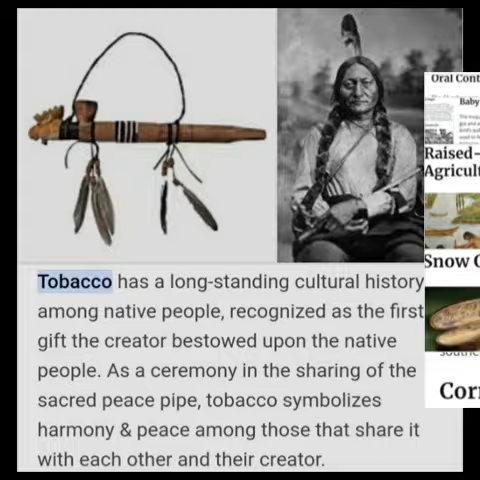 Tobacco has a long-standing cultural history
among native people, recognized as the first
gift the creator bestowed upon the native
people. As a ceremony in the sharing of the
sacred peace pipe, tobacco symbolizes
harmony & peace among those that share it
with each other and their creator.
Oral Cont
Baby
Raised-
Agricult
Snow
Corn